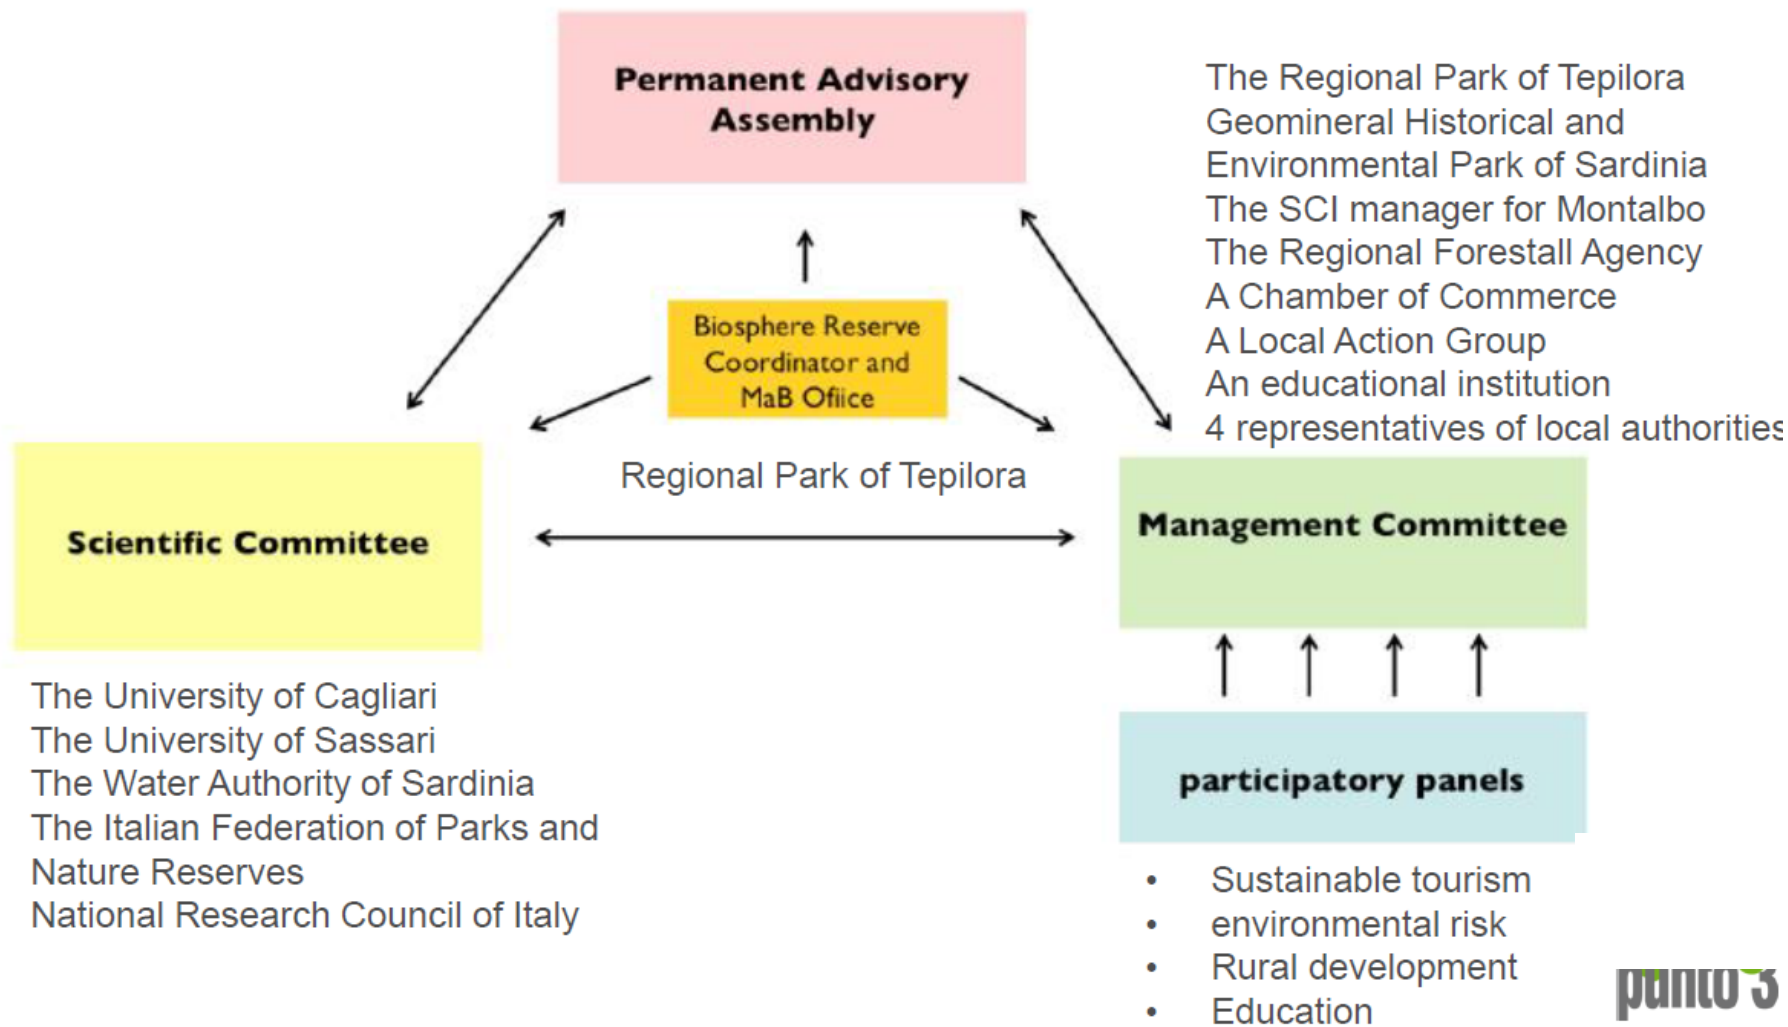 Permanent Advisory
Assembly
The Regional Park of Tepilora
Geomineral Historical and
Environmental Park of Sardinia
The SCI manager for Montalbo
The Regional Forestall Agency
A Chamber of Commerce
A Local Action Group
An educational institution
4 representatives of local authorities
Biosphere Reserve
Coordinator and
MaB Ofiice
Regional Park of Tepilora
Scientific Committee
Management Committee
The University of Cagliari
The University of Sassari
The Water Authority of Sardinia
The Italian Federation of Parks and
Nature Reserves
National Research Council of Italy
participatory panels
• Sustainable tourism
• environmental risk
• Rural development
• Education
punto 3